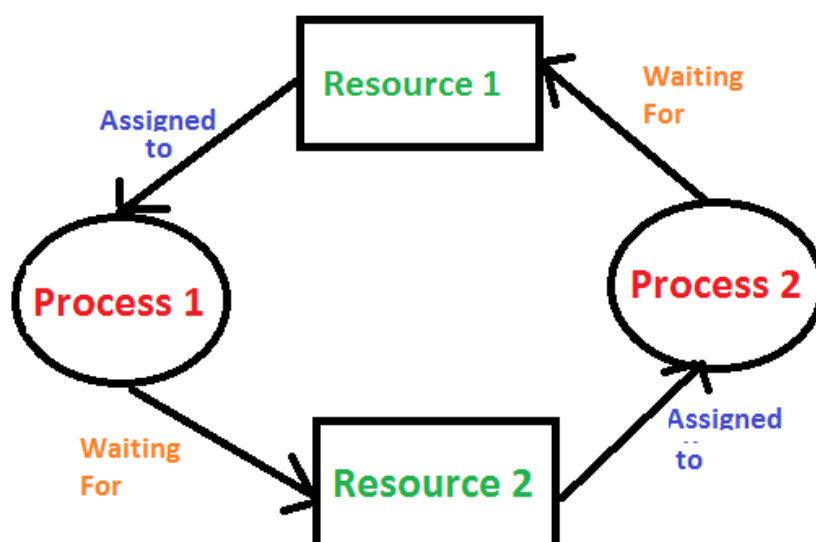 Resource 1
Waiting
For
Assigned
to
Process 1
Process 2
Waiting
For
Resource 2
Assigned
to